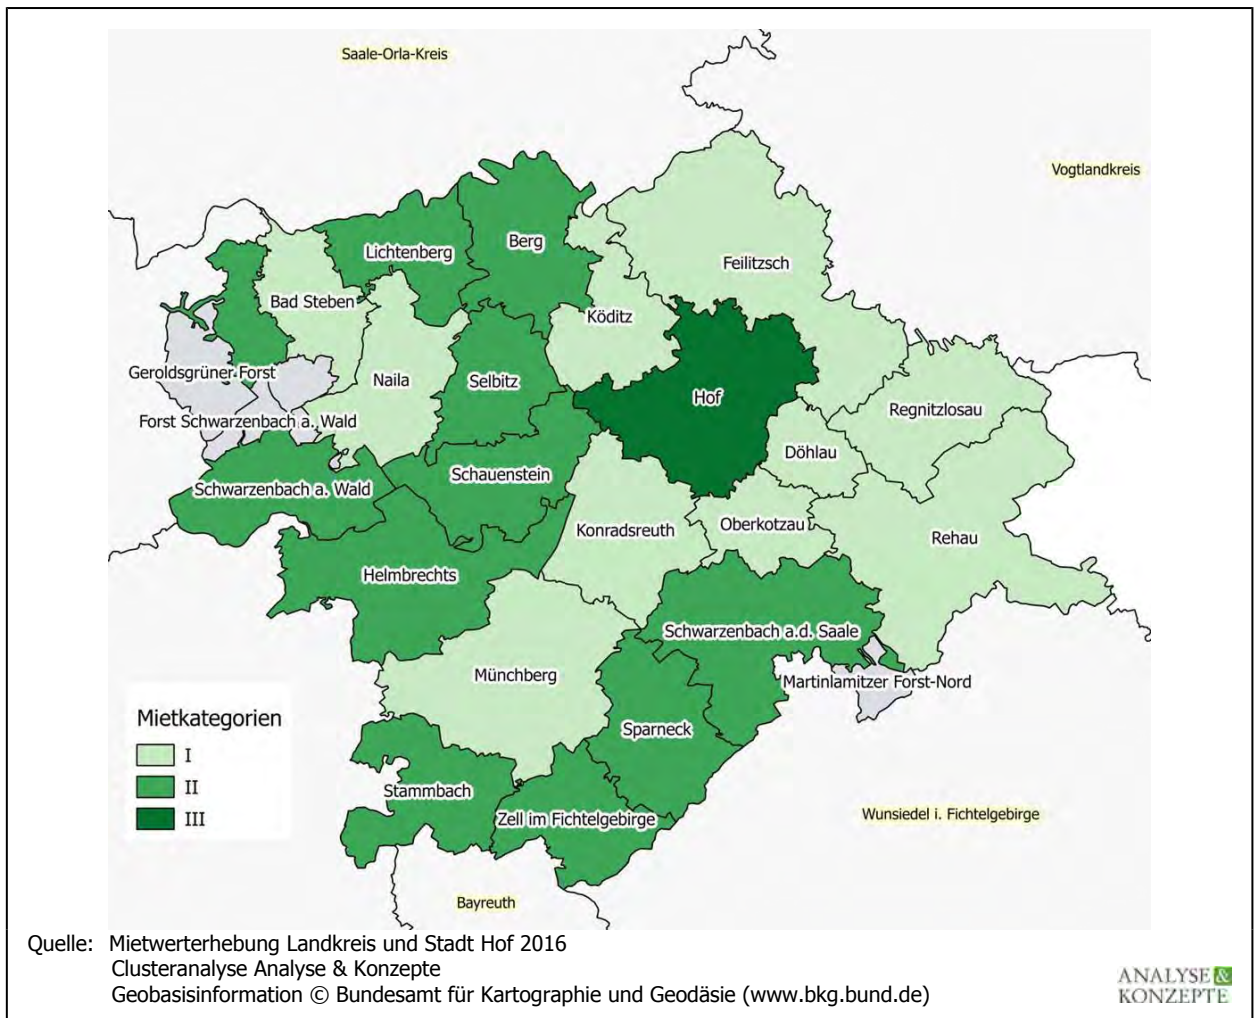 Saale-Orla-Kreis
Vogtlandkreis
Berg
Lichtenberg
Feilitzsch
Bad Steben
Köditz
Geroldsgrüner Forst
Naila
Selbitz
Hof
Regnitzlosau
Forst Schwarzenbach a. Wald
Döhlau
Schauenstein
Schwarzenbach a. Wald
Konradsreuth
Oberkotzau
Rehau
Helmbrechts
Schwarzenbach a.d. Saale
Münchberg
Martinlamitzer Forst-Nord
Sparneck
Stammbach
Zell im Fichtelgebirge
Wunsiedel i. Fichtelgebirge
Bayreuth
Mietkategorien
I
II
III
Quelle: Mietwerterhebung Landkreis und Stadt Hof 2016
Clusteranalyse Analyse & Konzepte
Geobasisinformation © Bundesamt für Kartographie und Geodäsie (www.bkg.bund.de)
ANALYSE &
KONZEPTE